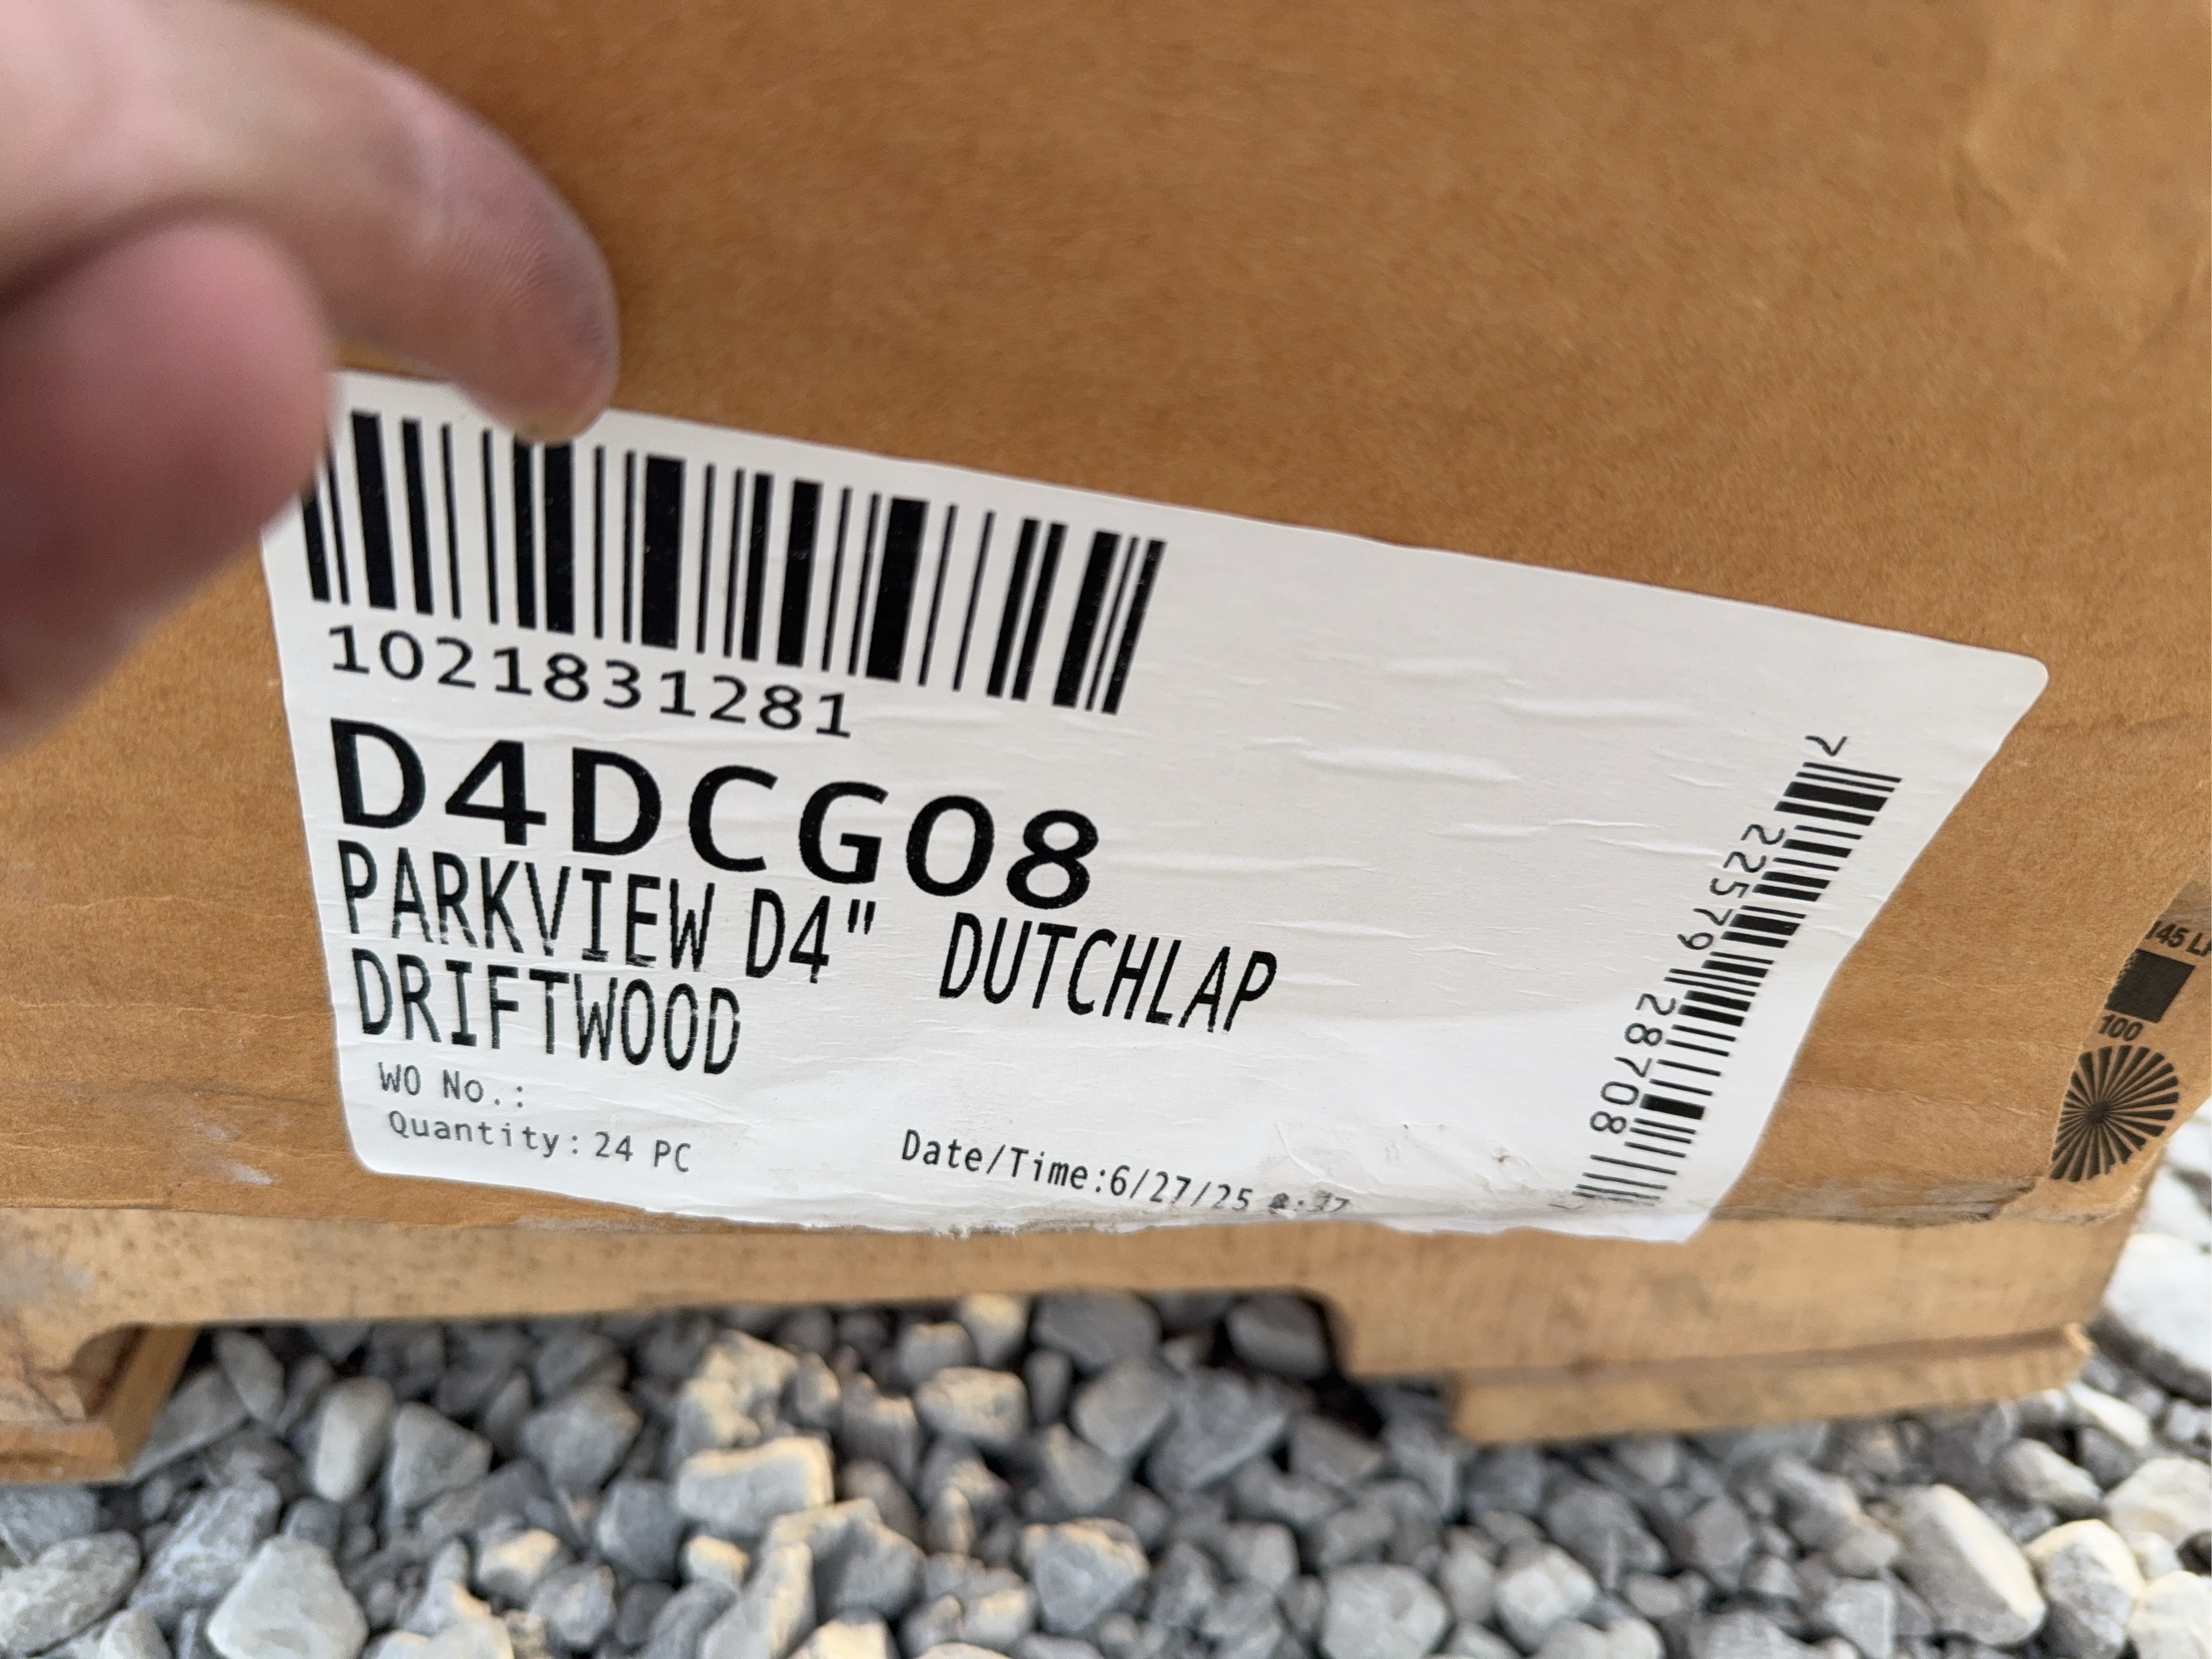 1021831281
D4DCG08
PARKVIEW D4" DUTCHLAP
DRIFTWOOD
WO No.:
Quantity: 24 PC
Date/Time:6/27/25
7 22579 28708
145
100